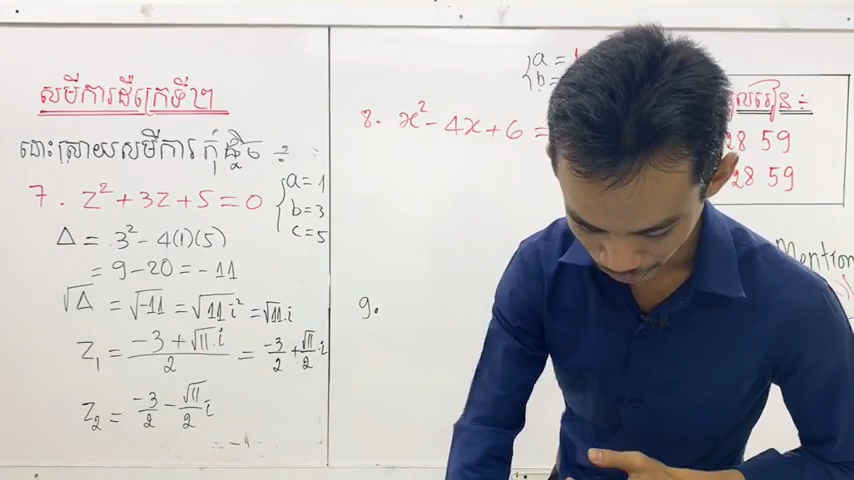 សមីការដឺក្រេទី២
ដោះស្រាយសមីការកុំផ្លិច ៖
7. z² + 3z + 5 = 0
a = 1
b = 3
c = 5
Δ = 3² - 4(1)(5)
= 9 - 20 = - 11
√Δ = √-11 = √11i² = √11.i
z₁ = (-3 + √11.i)/2 = -3/2 + √11/2 i
z₂ = -3/2 - √11/2 i
8. x² - 4x + 6 =
a =
b =
9.
28 59
28 59
Mentron